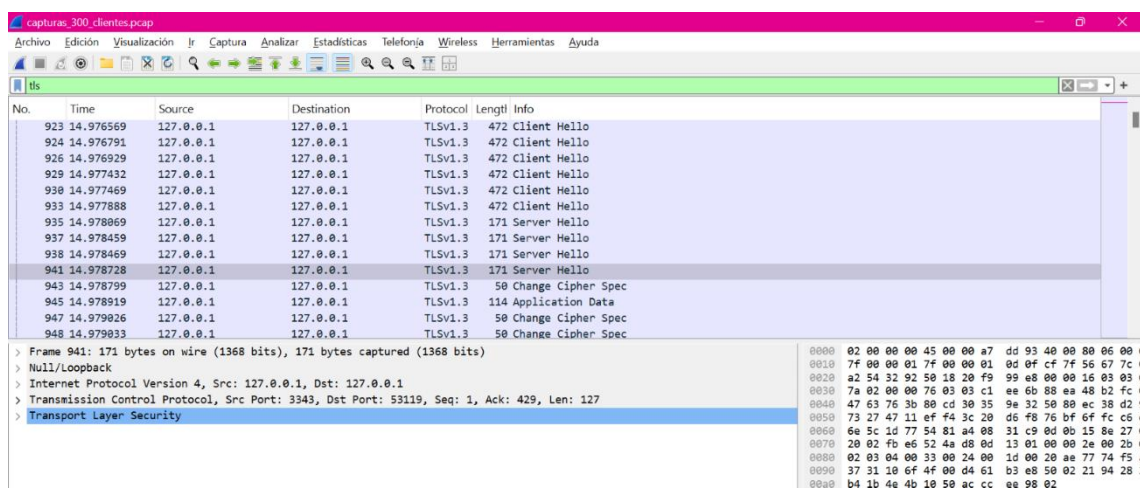 capturas_300_clientes.pcap
Archivo Edición Visualización Ir Captura Analizar Estadísticas Telefonía Wireless Herramientas Ayuda
tls
No. Time Source Destination Protocol Lengtl Info
923 14.976569 127.0.0.1 127.0.0.1 TLSv1.3 472 Client Hello
924 14.976791 127.0.0.1 127.0.0.1 TLSv1.3 472 Client Hello
926 14.976929 127.0.0.1 127.0.0.1 TLSv1.3 472 Client Hello
929 14.977432 127.0.0.1 127.0.0.1 TLSv1.3 472 Client Hello
930 14.977469 127.0.0.1 127.0.0.1 TLSv1.3 472 Client Hello
933 14.977888 127.0.0.1 127.0.0.1 TLSv1.3 472 Client Hello
935 14.978069 127.0.0.1 127.0.0.1 TLSv1.3 171 Server Hello
937 14.978459 127.0.0.1 127.0.0.1 TLSv1.3 171 Server Hello
938 14.978469 127.0.0.1 127.0.0.1 TLSv1.3 171 Server Hello
941 14.978728 127.0.0.1 127.0.0.1 TLSv1.3 171 Server Hello
943 14.978799 127.0.0.1 127.0.0.1 TLSv1.3 50 Change Cipher Spec
945 14.978919 127.0.0.1 127.0.0.1 TLSv1.3 114 Application Data
947 14.979026 127.0.0.1 127.0.0.1 TLSv1.3 50 Change Cipher Spec
948 14.979033 127.0.0.1 127.0.0.1 TLSv1.3 50 Change Cipher Spec
Frame 941: 171 bytes on wire (1368 bits), 171 bytes captured (1368 bits)
Null/Loopback
Internet Protocol Version 4, Src: 127.0.0.1, Dst: 127.0.0.1
Transmission Control Protocol, Src Port: 3343, Dst Port: 53119, Seq: 1, Ack: 429, Len: 127
Transport Layer Security
0000 02 00 00 00 45 00 00 a7 dd 93 40 00 80 06 00
0010 7f 00 00 01 7f 00 00 01 0d 0f cf 7f 56 67 7c
0020 a2 54 32 92 50 18 20 f9 99 e8 00 00 16 03 03
0030 7a 02 00 00 76 03 03 c1 ee 6b 88 ea 48 b2 fc
0040 47 63 76 3b 80 cd 30 35 9e 32 50 80 ec 38 d2
0050 73 27 47 11 ef f4 3c 20 d6 f8 76 bf 6f fc c6
0060 6e 5c 1d 77 54 81 a4 08 31 c9 0d 0b 15 8e 27
0070 20 02 fb e6 52 4a d8 0d 13 01 00 00 2e 00 2b
0080 02 03 04 00 33 00 24 00 1d 00 20 ae 77 74 f5
0090 37 31 10 6f 4f 00 d4 61 b3 e8 50 02 21 94 28
00a0 b4 1b 4e 4b 10 50 ac cc ee 98 02